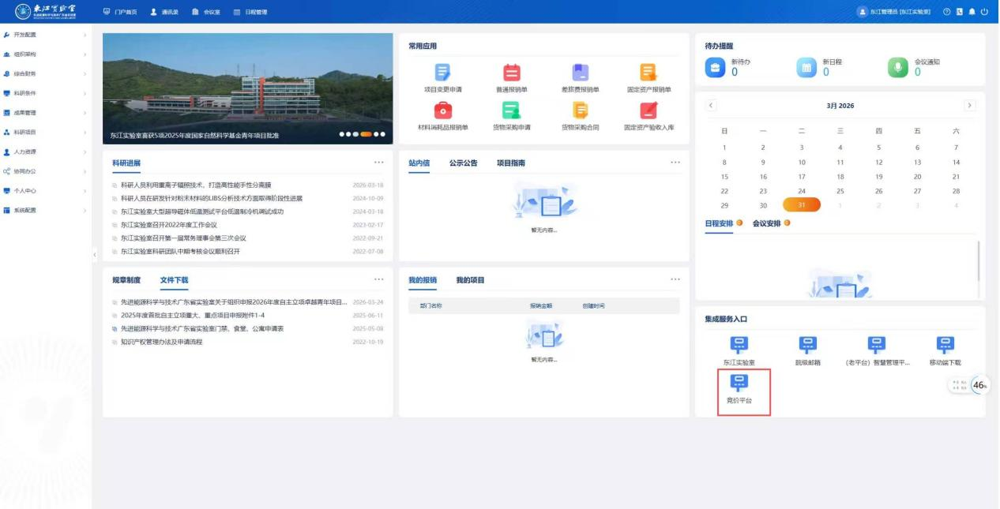 东江实验室
先进能源科学与技术广东省实验室
门户首页 通讯录 会议室 日程管理
东江管理员 [东江实验室]
开发配置
组织架构
综合财务
科研条件
成果管理
科研项目
人力资源
协同办公
个人中心
系统配置
东江实验室喜获5项2025年度国家自然科学基金青年项目批准
常用应用
项目变更申请 普通报销单 差旅费报销单 固定资产报销单
材料消耗品报销单 货物采购申请 货物采购合同 固定资产验收入库
待办提醒
新待办 0
新日程 0
会议通知 0
3月 2026
日 一 二 三 四 五 六
1 2 3 4 5 6 7
8 9 10 11 12 13 14
15 16 17 18 19 20 21
22 23 24 25 26 27 28
29 30 31 1 2 3 4
日程安排 0 会议安排 0
科研进展 ···
科研人员利用重离子辐照技术,打造高性能手性分离膜 2026-03-18
科研人员在研发针对粉末材料的LIBS分析技术方面取得阶段性进展 2024-10-09
东江实验室大型超导磁体低温测试平台低温制冷机调试成功 2024-03-18
东江实验室召开2022年度工作会议 2023-02-17
东江实验室召开第一届常务理事会第三次会议 2022-09-21
东江实验室科研团队中期考核会议顺利召开 2022-07-08
站内信 公示公告 项目指南 ···
暂无内容...
规章制度 文件下载 ···
先进能源科学与技术广东省实验室关于组织申报2026年度自主立项卓越青年项目... 2026-03-24
2025年度首批自主立项重大、重点项目申报附件1-4 2025-06-11
先进能源科学与技术广东省实验室门禁、食堂、公寓申请表 2025-05-08
知识产权管理办法及申请流程 2022-10-19
我的报销 我的项目 ···
部门名称 报销金额 创建时间
暂无内容...
集成服务入口
东江实验室 院级邮箱 (老平台) 智慧管理平... 移动端下载
竞价平台
46%